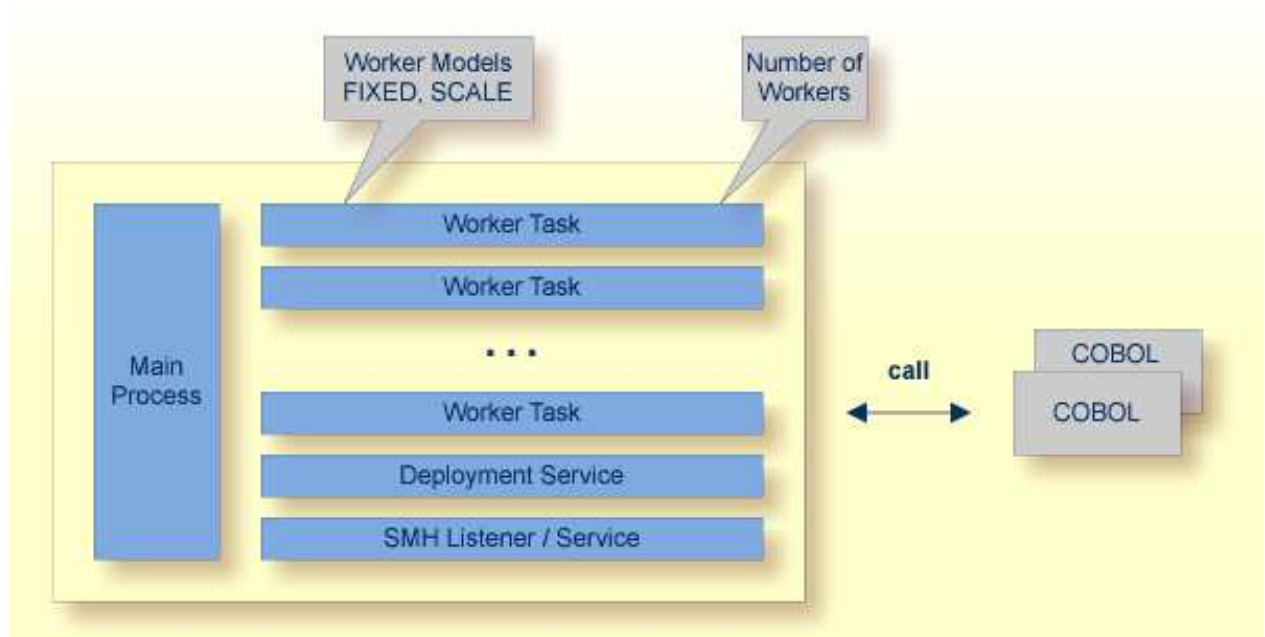 Worker Models
FIXED, SCALE
Number of
Workers
Worker Task
Worker Task
...
Main
Process
Worker Task
Deployment Service
SMH Listener / Service
call
COBOL
COBOL